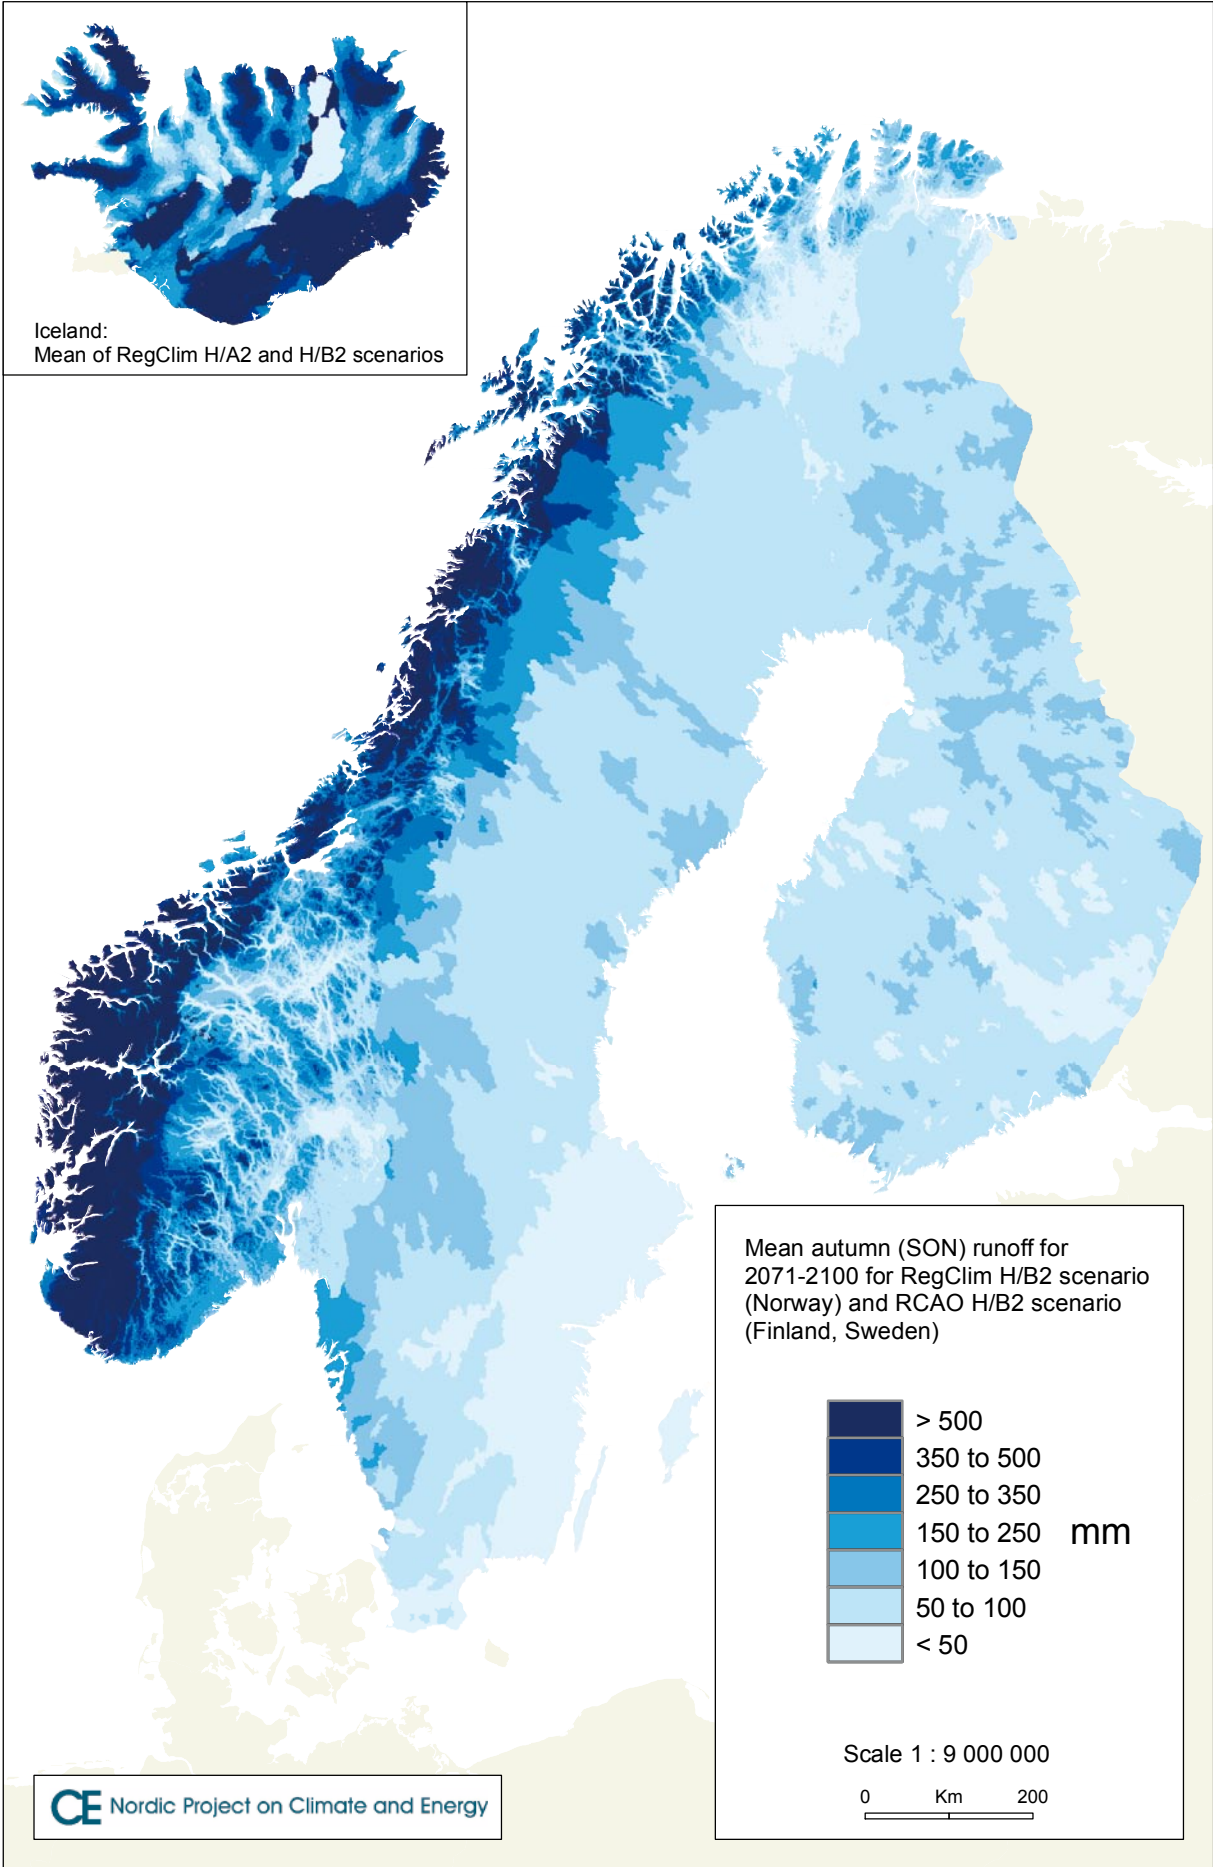 Iceland:
Mean of RegClim H/A2 and H/B2 scenarios
Mean autumn (SON) runoff for
2071-2100 for RegClim H/B2 scenario
(Norway) and RCAO H/B2 scenario
(Finland, Sweden)
> 500
350 to 500
250 to 350
150 to 250 mm
100 to 150
50 to 100
< 50
Scale 1 : 9 000 000
0 Km 200
CE Nordic Project on Climate and Energy